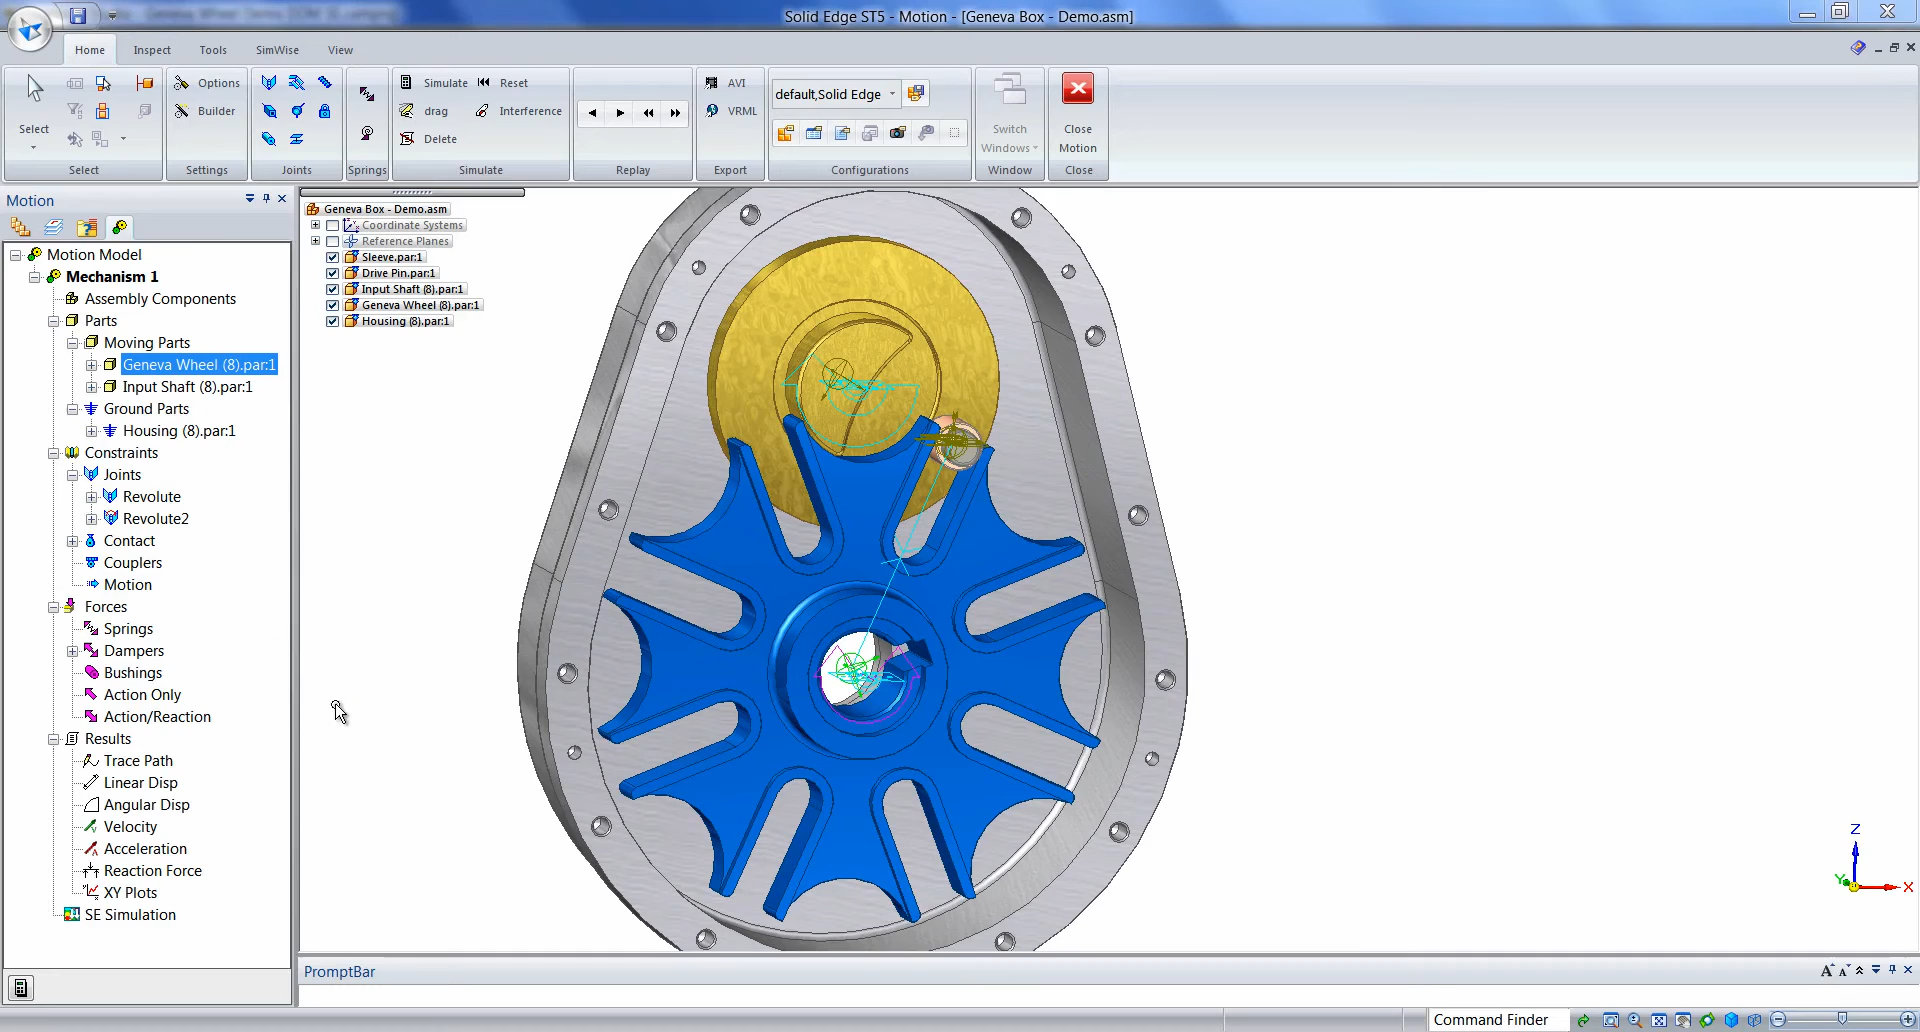 Solid Edge ST5 - Motion - [Geneva Box - Demo.asm]
Home Inspect Tools SimWise View
Select
Select
Options
Builder
Settings
Joints
Springs
Simulate Reset
drag Interference
Delete
Simulate
Replay
AVI
VRML
Export
default,Solid Edge
Configurations
Switch
Windows
Window
Close
Motion
Close
Motion
Motion Model
Mechanism 1
Assembly Components
Parts
Moving Parts
Geneva Wheel (8).par:1
Input Shaft (8).par:1
Ground Parts
Housing (8).par:1
Constraints
Joints
Revolute
Revolute2
Contact
Couplers
Motion
Forces
Springs
Dampers
Bushings
Action Only
Action/Reaction
Results
Trace Path
Linear Disp
Angular Disp
Velocity
Acceleration
Reaction Force
XY Plots
SE Simulation
Geneva Box - Demo.asm
Coordinate Systems
Reference Planes
Sleeve.par:1
Drive Pin.par:1
Input Shaft (8).par:1
Geneva Wheel (8).par:1
Housing (8).par:1
Z
Y
X
PromptBar
A A
Command Finder